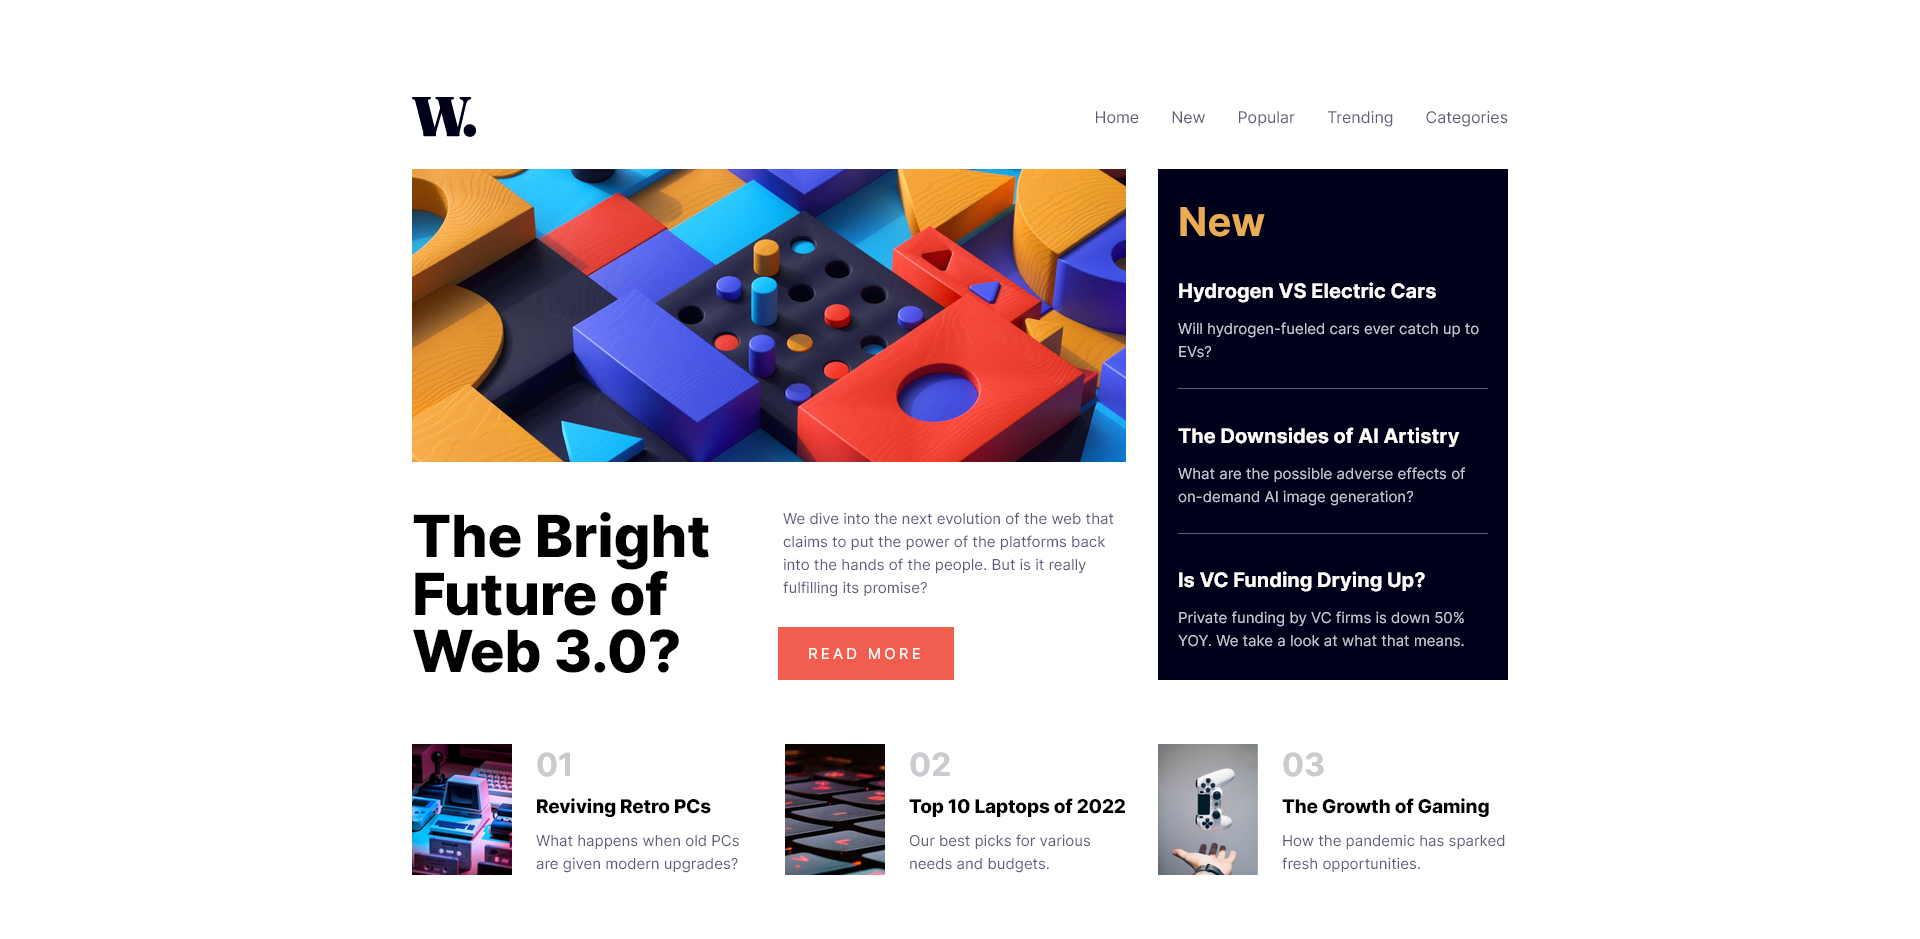 W.
Home New Popular Trending Categories
New
Hydrogen VS Electric Cars
Will hydrogen-fueled cars ever catch up to
EVs?
The Downsides of AI Artistry
What are the possible adverse effects of
on-demand AI image generation?
Is VC Funding Drying Up?
Private funding by VC firms is down 50%
YOY. We take a look at what that means.
The Bright
Future of
Web 3.0?
We dive into the next evolution of the web that
claims to put the power of the platforms back
into the hands of the people. But is it really
fulfilling its promise?
READ MORE
01
Reviving Retro PCs
What happens when old PCs
are given modern upgrades?
02
Top 10 Laptops of 2022
Our best picks for various
needs and budgets.
03
The Growth of Gaming
How the pandemic has sparked
fresh opportunities.